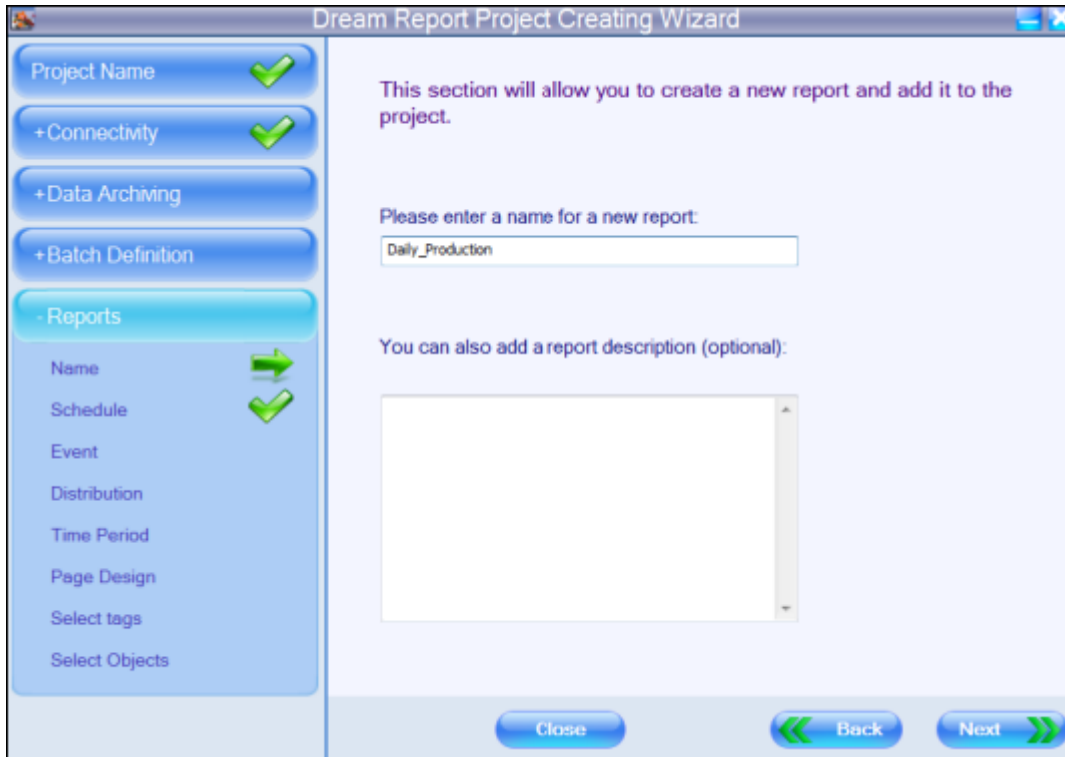 Dream Report Project Creating Wizard
Project Name
+Connectivity
+Data Archiving
+Batch Definition
- Reports
Name
Schedule
Event
Distribution
Time Period
Page Design
Select tags
Select Objects
This section will allow you to create a new report and add it to the
project.
Please enter a name for a new report:
Daily_Production
You can also add a report description (optional):
Close
Back
Next